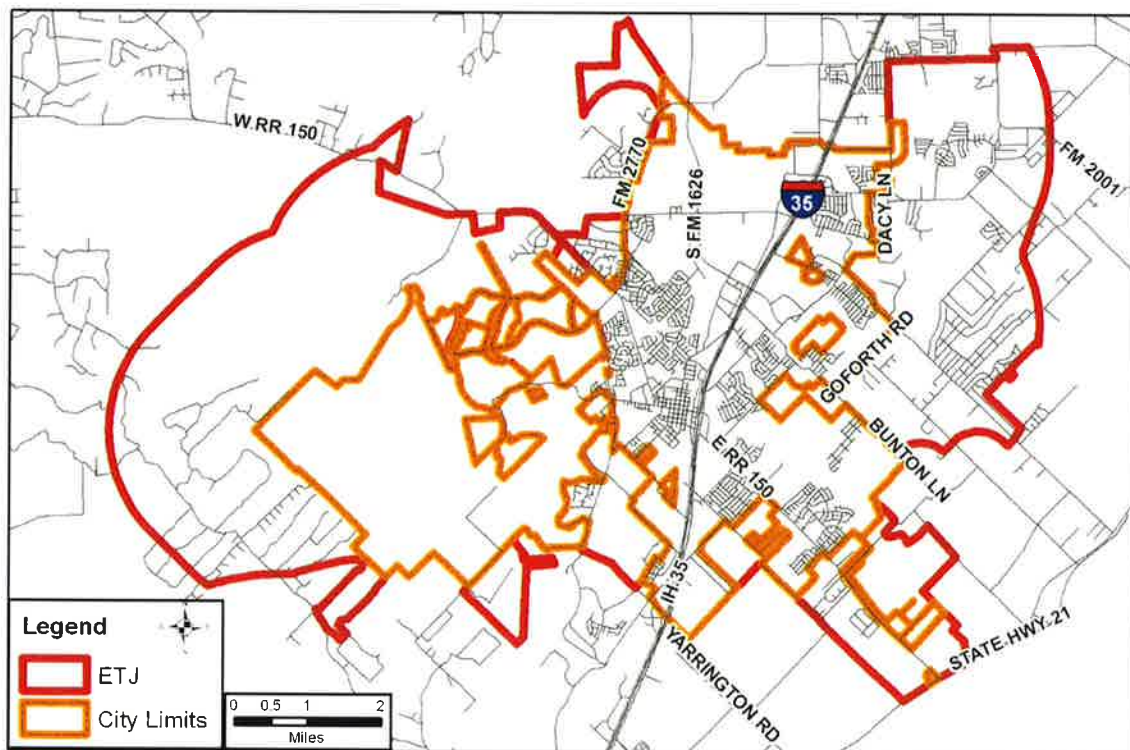 W. RR 150
FM 2770
S FM 1626
35
DACY LN
FM 2001
GOFORTH RD
BUNTON LN
E RR 150
IH 35
YARRINGTON RD
STATE HWY 21
Legend
ETJ
City Limits
0 0.5 1 2
Miles